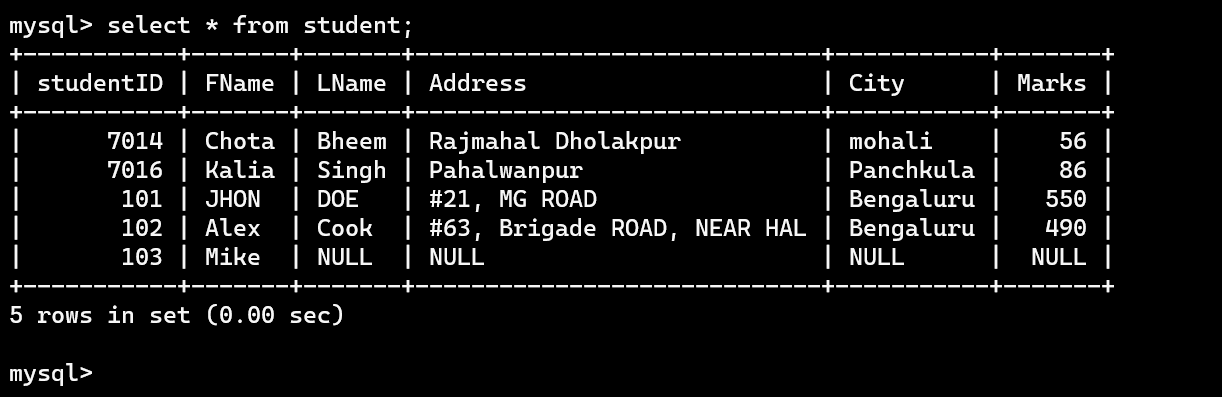 mysql> select * from student;
+-----------+-------+-------+-----------------------------+-----------+-------+
| studentID | FName | LName | Address                     | City      | Marks |
+-----------+-------+-------+-----------------------------+-----------+-------+
|      7014 | Chota | Bheem | Rajmahal Dholakpur          | mohali    |    56 |
|      7016 | Kalia | Singh | Pahalwanpur                 | Panchkula |    86 |
|       101 | JHON  | DOE   | #21, MG ROAD                | Bengaluru |   550 |
|       102 | Alex  | Cook  | #63, Brigade ROAD, NEAR HAL | Bengaluru |   490 |
|       103 | Mike  | NULL  | NULL                        | NULL      |  NULL |
+-----------+-------+-------+-----------------------------+-----------+-------+
5 rows in set (0.00 sec)
mysql>